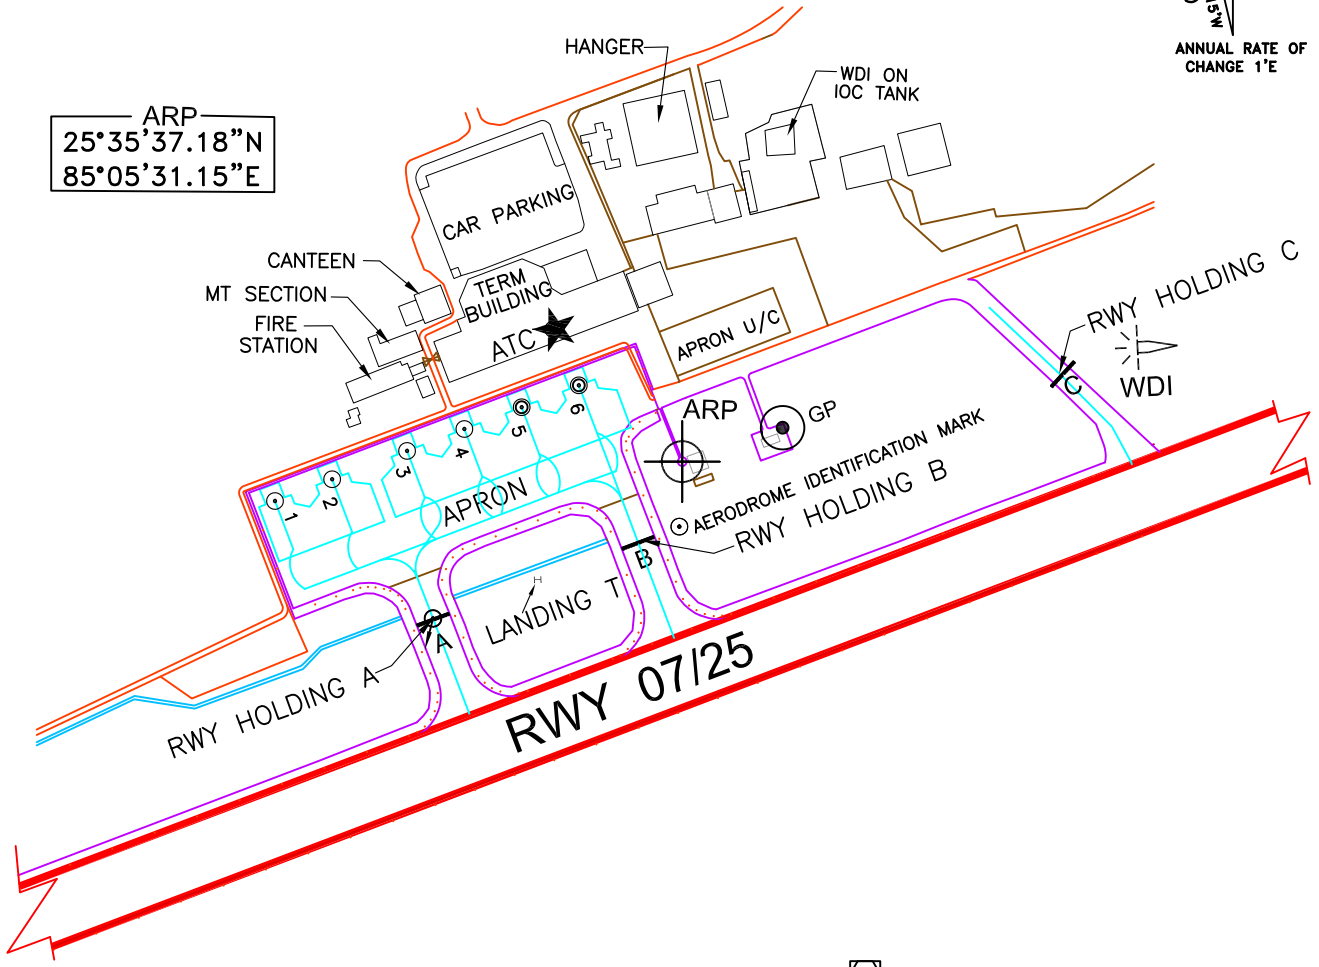 HANGER
WDI ON
IOC TANK
15'W
ANNUAL RATE OF
CHANGE 1'E
ARP
25°35'37.18"N
85°05'31.15"E
CAR PARKING
CANTEEN
MT SECTION
FIRE
STATION
TERM
BUILDING
ATC
APRON U/C
RWY HOLDING C
WDI
C
ARP
GP
1
2
3
4
5
6
APRON
AERODROME IDENTIFICATION MARK
RWY HOLDING B
B
LANDING T
H
A
RWY HOLDING A
RWY 07/25